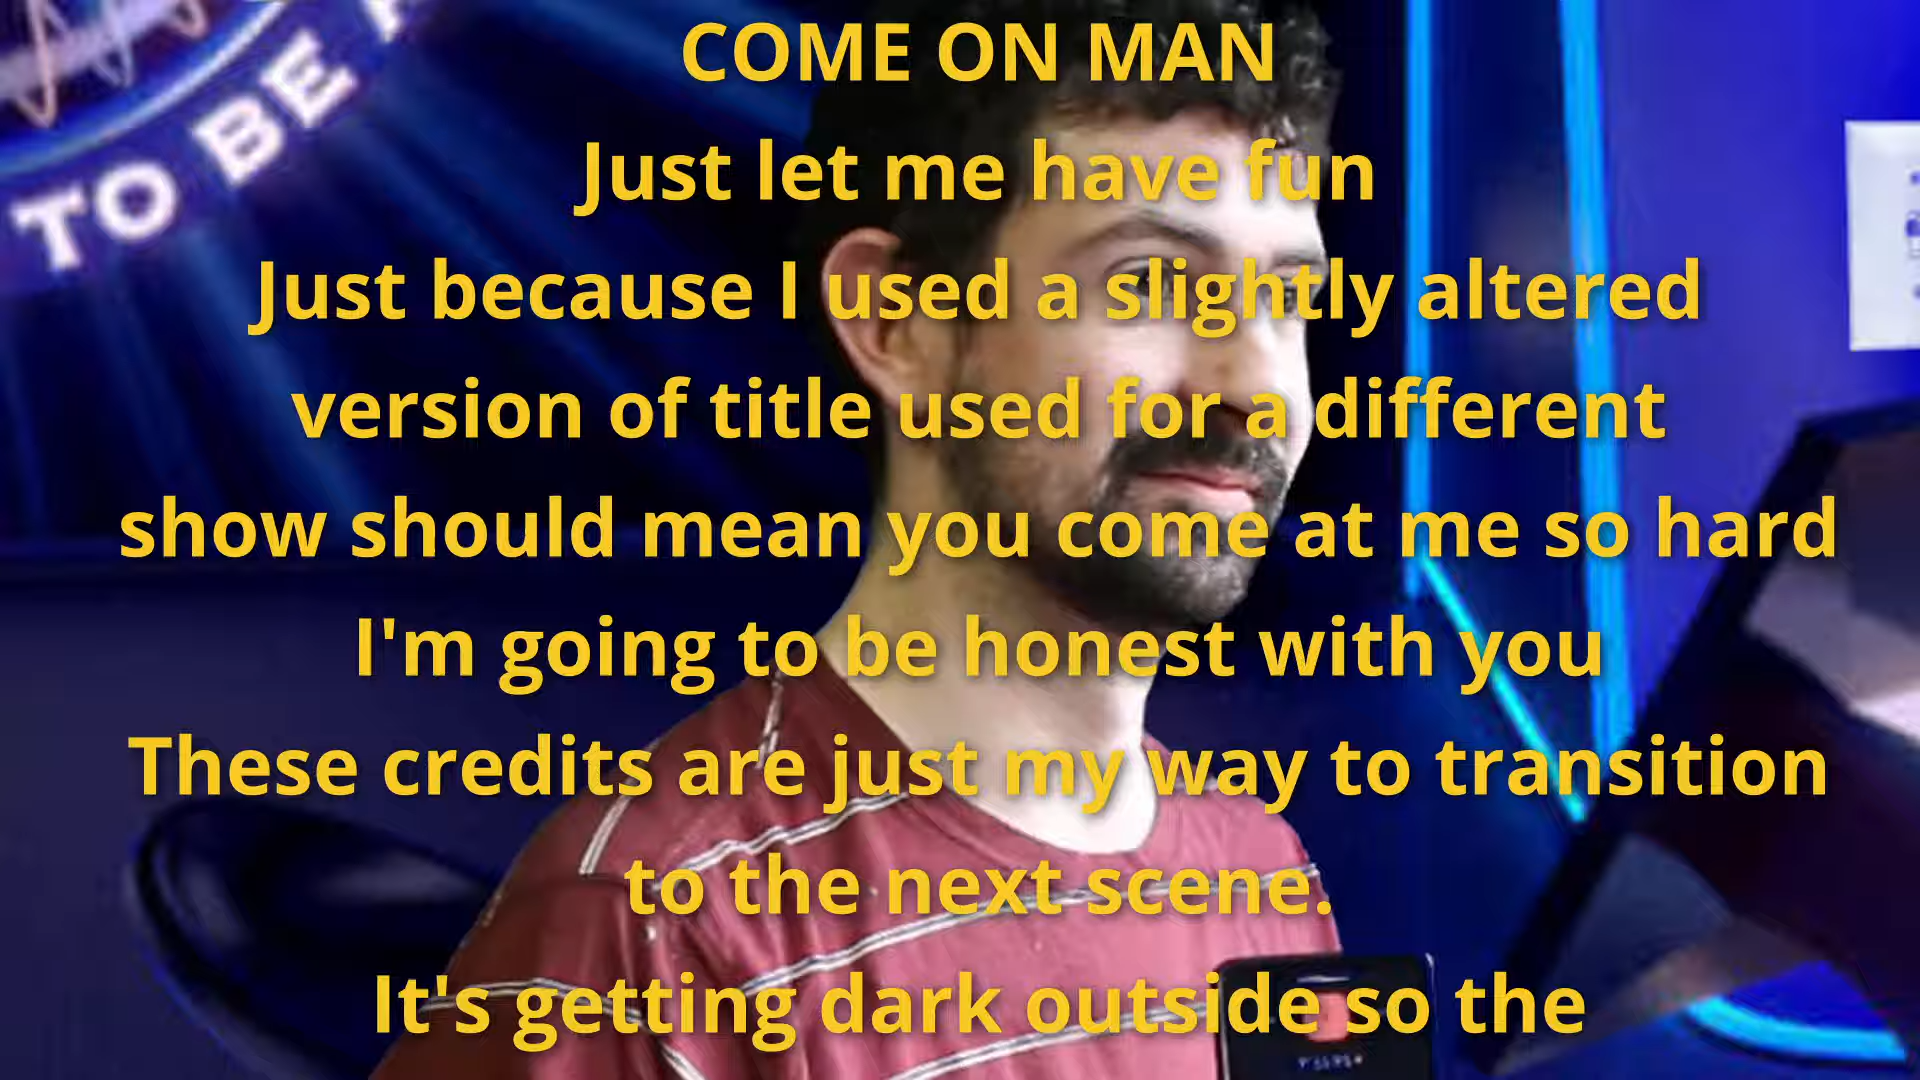 TO BE
COME ON MAN
Just let me have fun
Just because I used a slightly altered
version of title used for a different
show should mean you come at me so hard
I'm going to be honest with you
These credits are just my way to transition
to the next scene.
It's getting dark outside so the